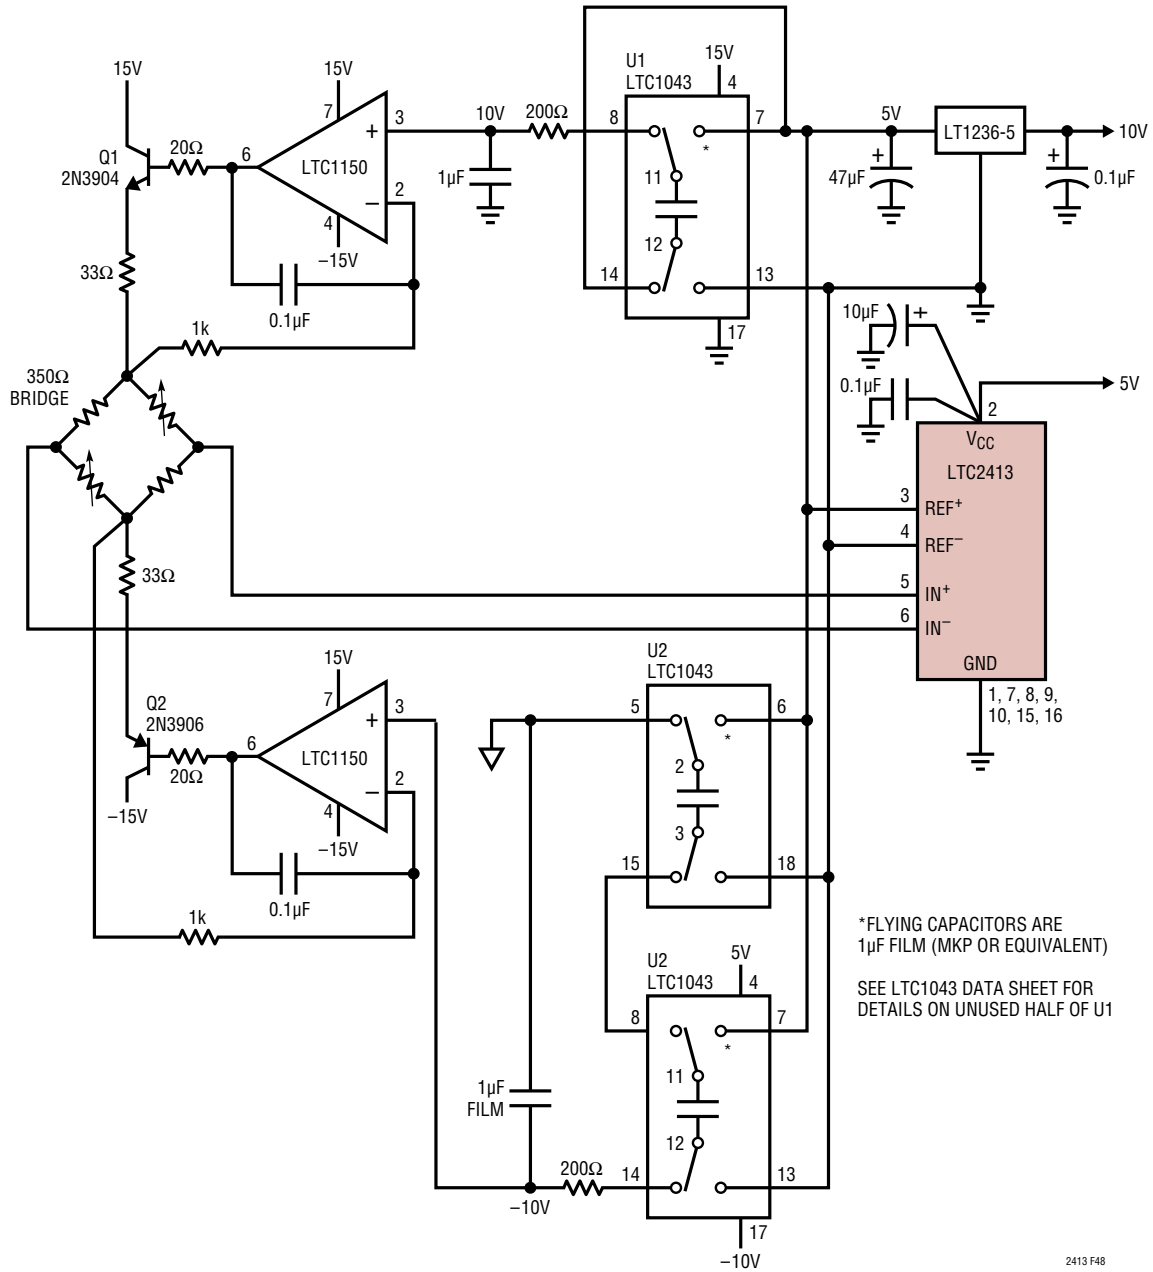 U1
LTC1043
15V
4
15V
15V
7
3
+
10V
200Ω
8
7
5V
LT1236-5
10V
*
Q1
2N3904
20Ω
6
LTC1150
2
–
1µF
11
47µF
+
+
0.1µF
4
–15V
12
33Ω
14
13
0.1µF
10µF
+
1k
17
350Ω
BRIDGE
0.1µF
5V
2
VCC
LTC2413
3
REF+
4
REF–
33Ω
5
IN+
6
IN–
GND
1, 7, 8, 9,
10, 15, 16
15V
U2
LTC1043
7
3
+
5
6
*
Q2
2N3906
6
LTC1150
20Ω
2
–
2
–15V
4
–15V
3
15
18
0.1µF
1k
*FLYING CAPACITORS ARE
1µF FILM (MKP OR EQUIVALENT)
U2
LTC1043
5V
4
SEE LTC1043 DATA SHEET FOR
DETAILS ON UNUSED HALF OF U1
8
7
*
11
1µF
FILM
12
200Ω
14
13
–10V
17
–10V
2413 F48